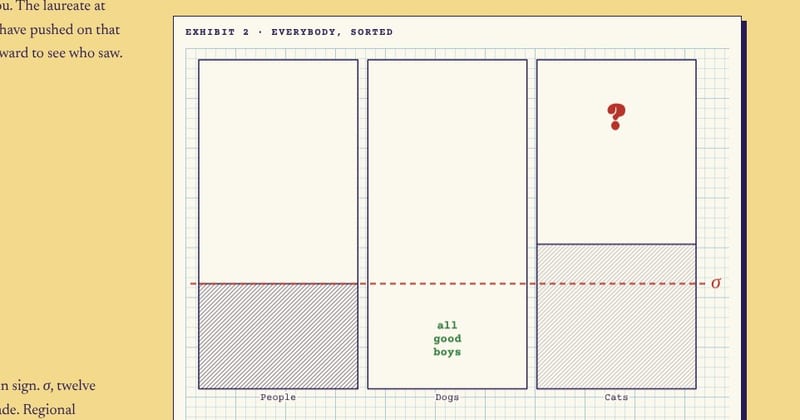 u. The laureate at
have pushed on that
ward to see who saw.
EXHIBIT 2 · EVERYBODY, SORTED
?
σ
all
good
boys
People
Dogs
Cats
n sign. σ, twelve
ade. Regional